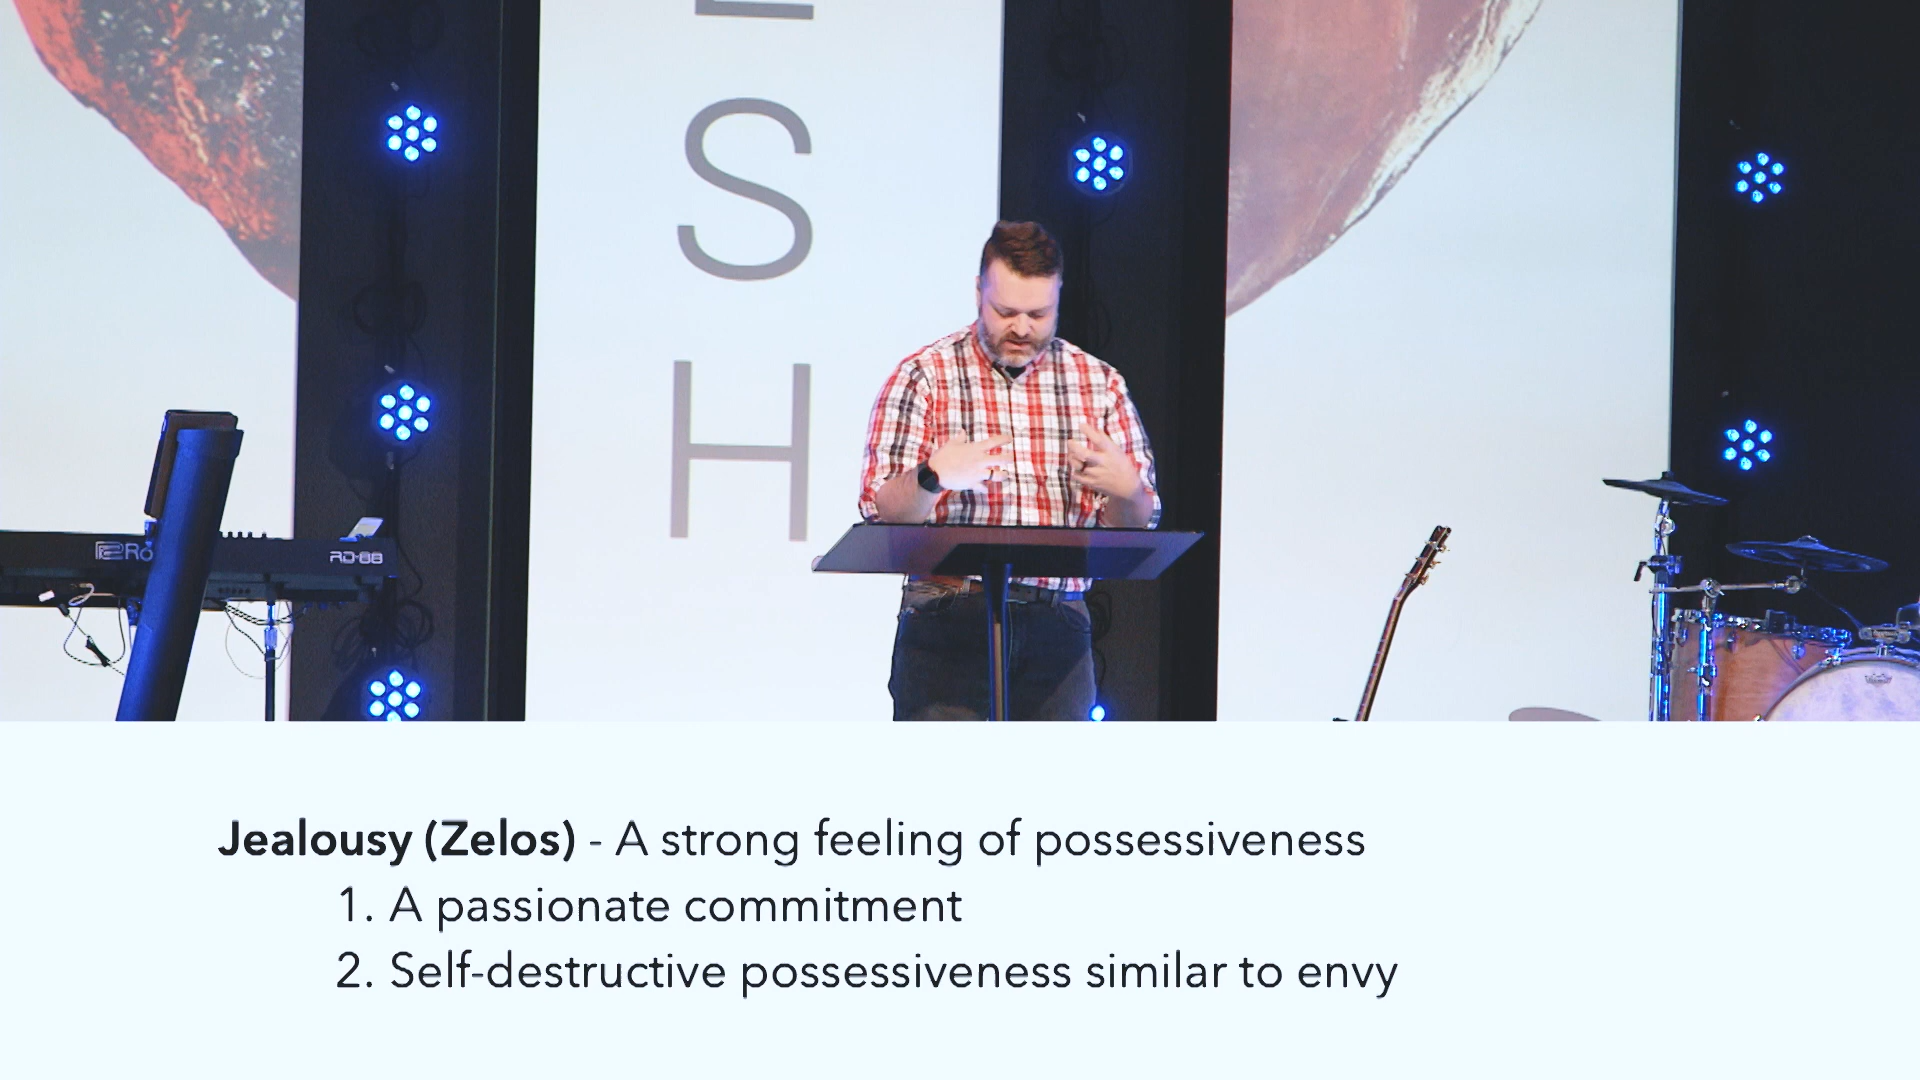 S
H
RD-88
Jealousy (Zelos) - A strong feeling of possessiveness
1. A passionate commitment
2. Self-destructive possessiveness similar to envy